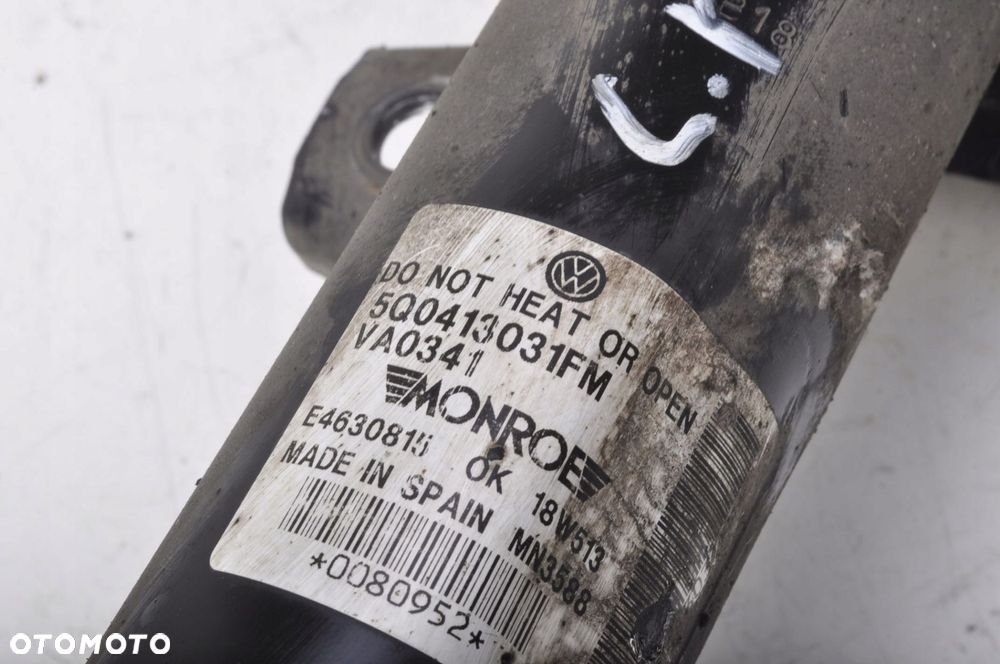 DO NOT HEAT OR OPEN
5Q0413031FM
VA0341
MONROE
E4630815 OK 18W513
MADE IN SPAIN MN3588
*0080952*
OTOMOTO